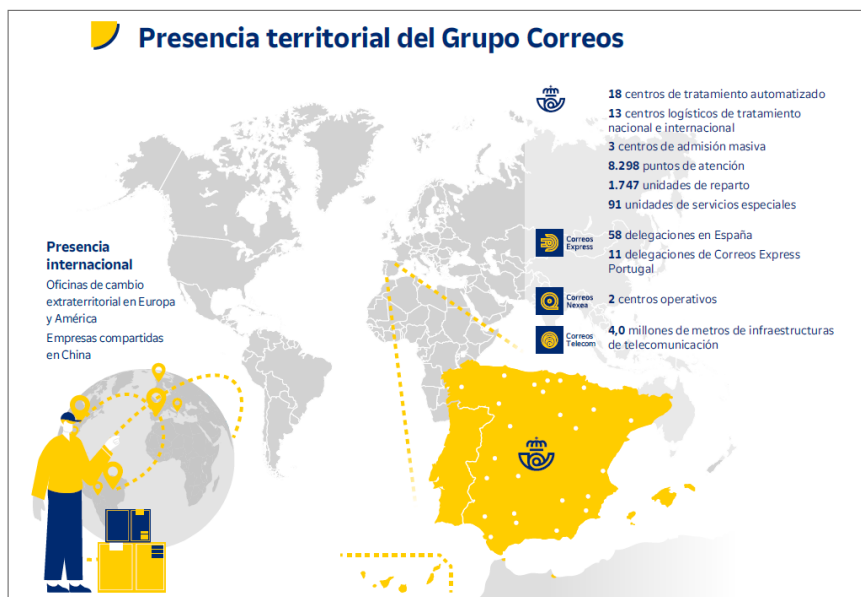 Presencia territorial del Grupo Correos
18 centros de tratamiento automatizado
13 centros logísticos de tratamiento
nacional e internacional
3 centros de admisión masiva
8.298 puntos de atención
1.747 unidades de reparto
91 unidades de servicios especiales
Correos
Express
58 delegaciones en España
11 delegaciones de Correos Express
Portugal
Correos
Nexea
2 centros operativos
Correos
Telecom
4,0 millones de metros de infraestructuras
de telecomunicación
Presencia
internacional
Oficinas de cambio
extraterritorial en Europa
y América
Empresas compartidas
en China